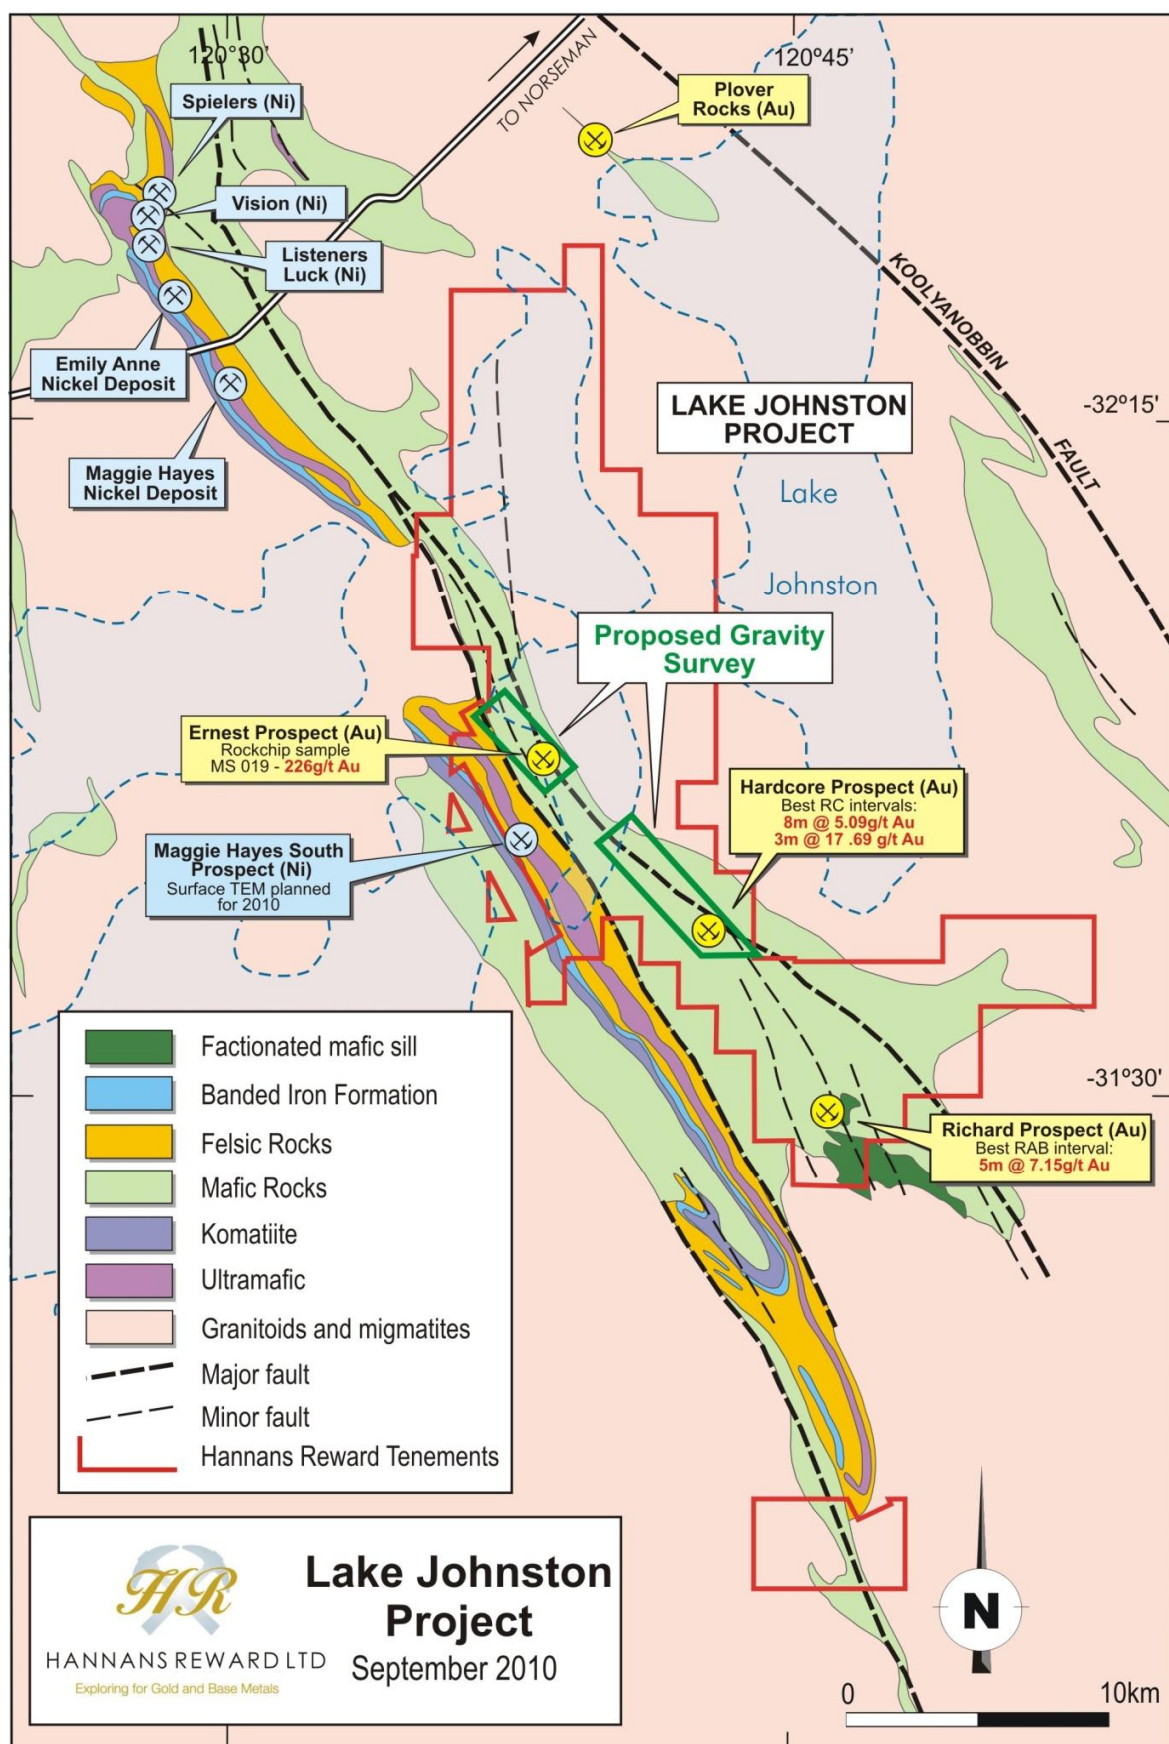 120°30'
120°45'
TO NORSEMAN
Plover
Rocks (Au)
Spielers (Ni)
Vision (Ni)
Listeners
Luck (Ni)
KOOLYANOBBIN
FAULT
Emily Anne
Nickel Deposit
LAKE JOHNSTON
PROJECT
-32°15'
Maggie Hayes
Nickel Deposit
Lake
Johnston
Proposed Gravity
Survey
Ernest Prospect (Au)
Rockchip sample
MS 019 - 226g/t Au
Hardcore Prospect (Au)
Best RC intervals:
8m @ 5.09g/t Au
3m @ 17 .69 g/t Au
Maggie Hayes South
Prospect (Ni)
Surface TEM planned
for 2010
-31°30'
Richard Prospect (Au)
Best RAB interval:
5m @ 7.15g/t Au
Factionated mafic sill
Banded Iron Formation
Felsic Rocks
Mafic Rocks
Komatiite
Ultramafic
Granitoids and migmatites
Major fault
Minor fault
Hannans Reward Tenements
HR
HANNANS REWARD LTD
Exploring for Gold and Base Metals
Lake Johnston
Project
September 2010
N
0 10km